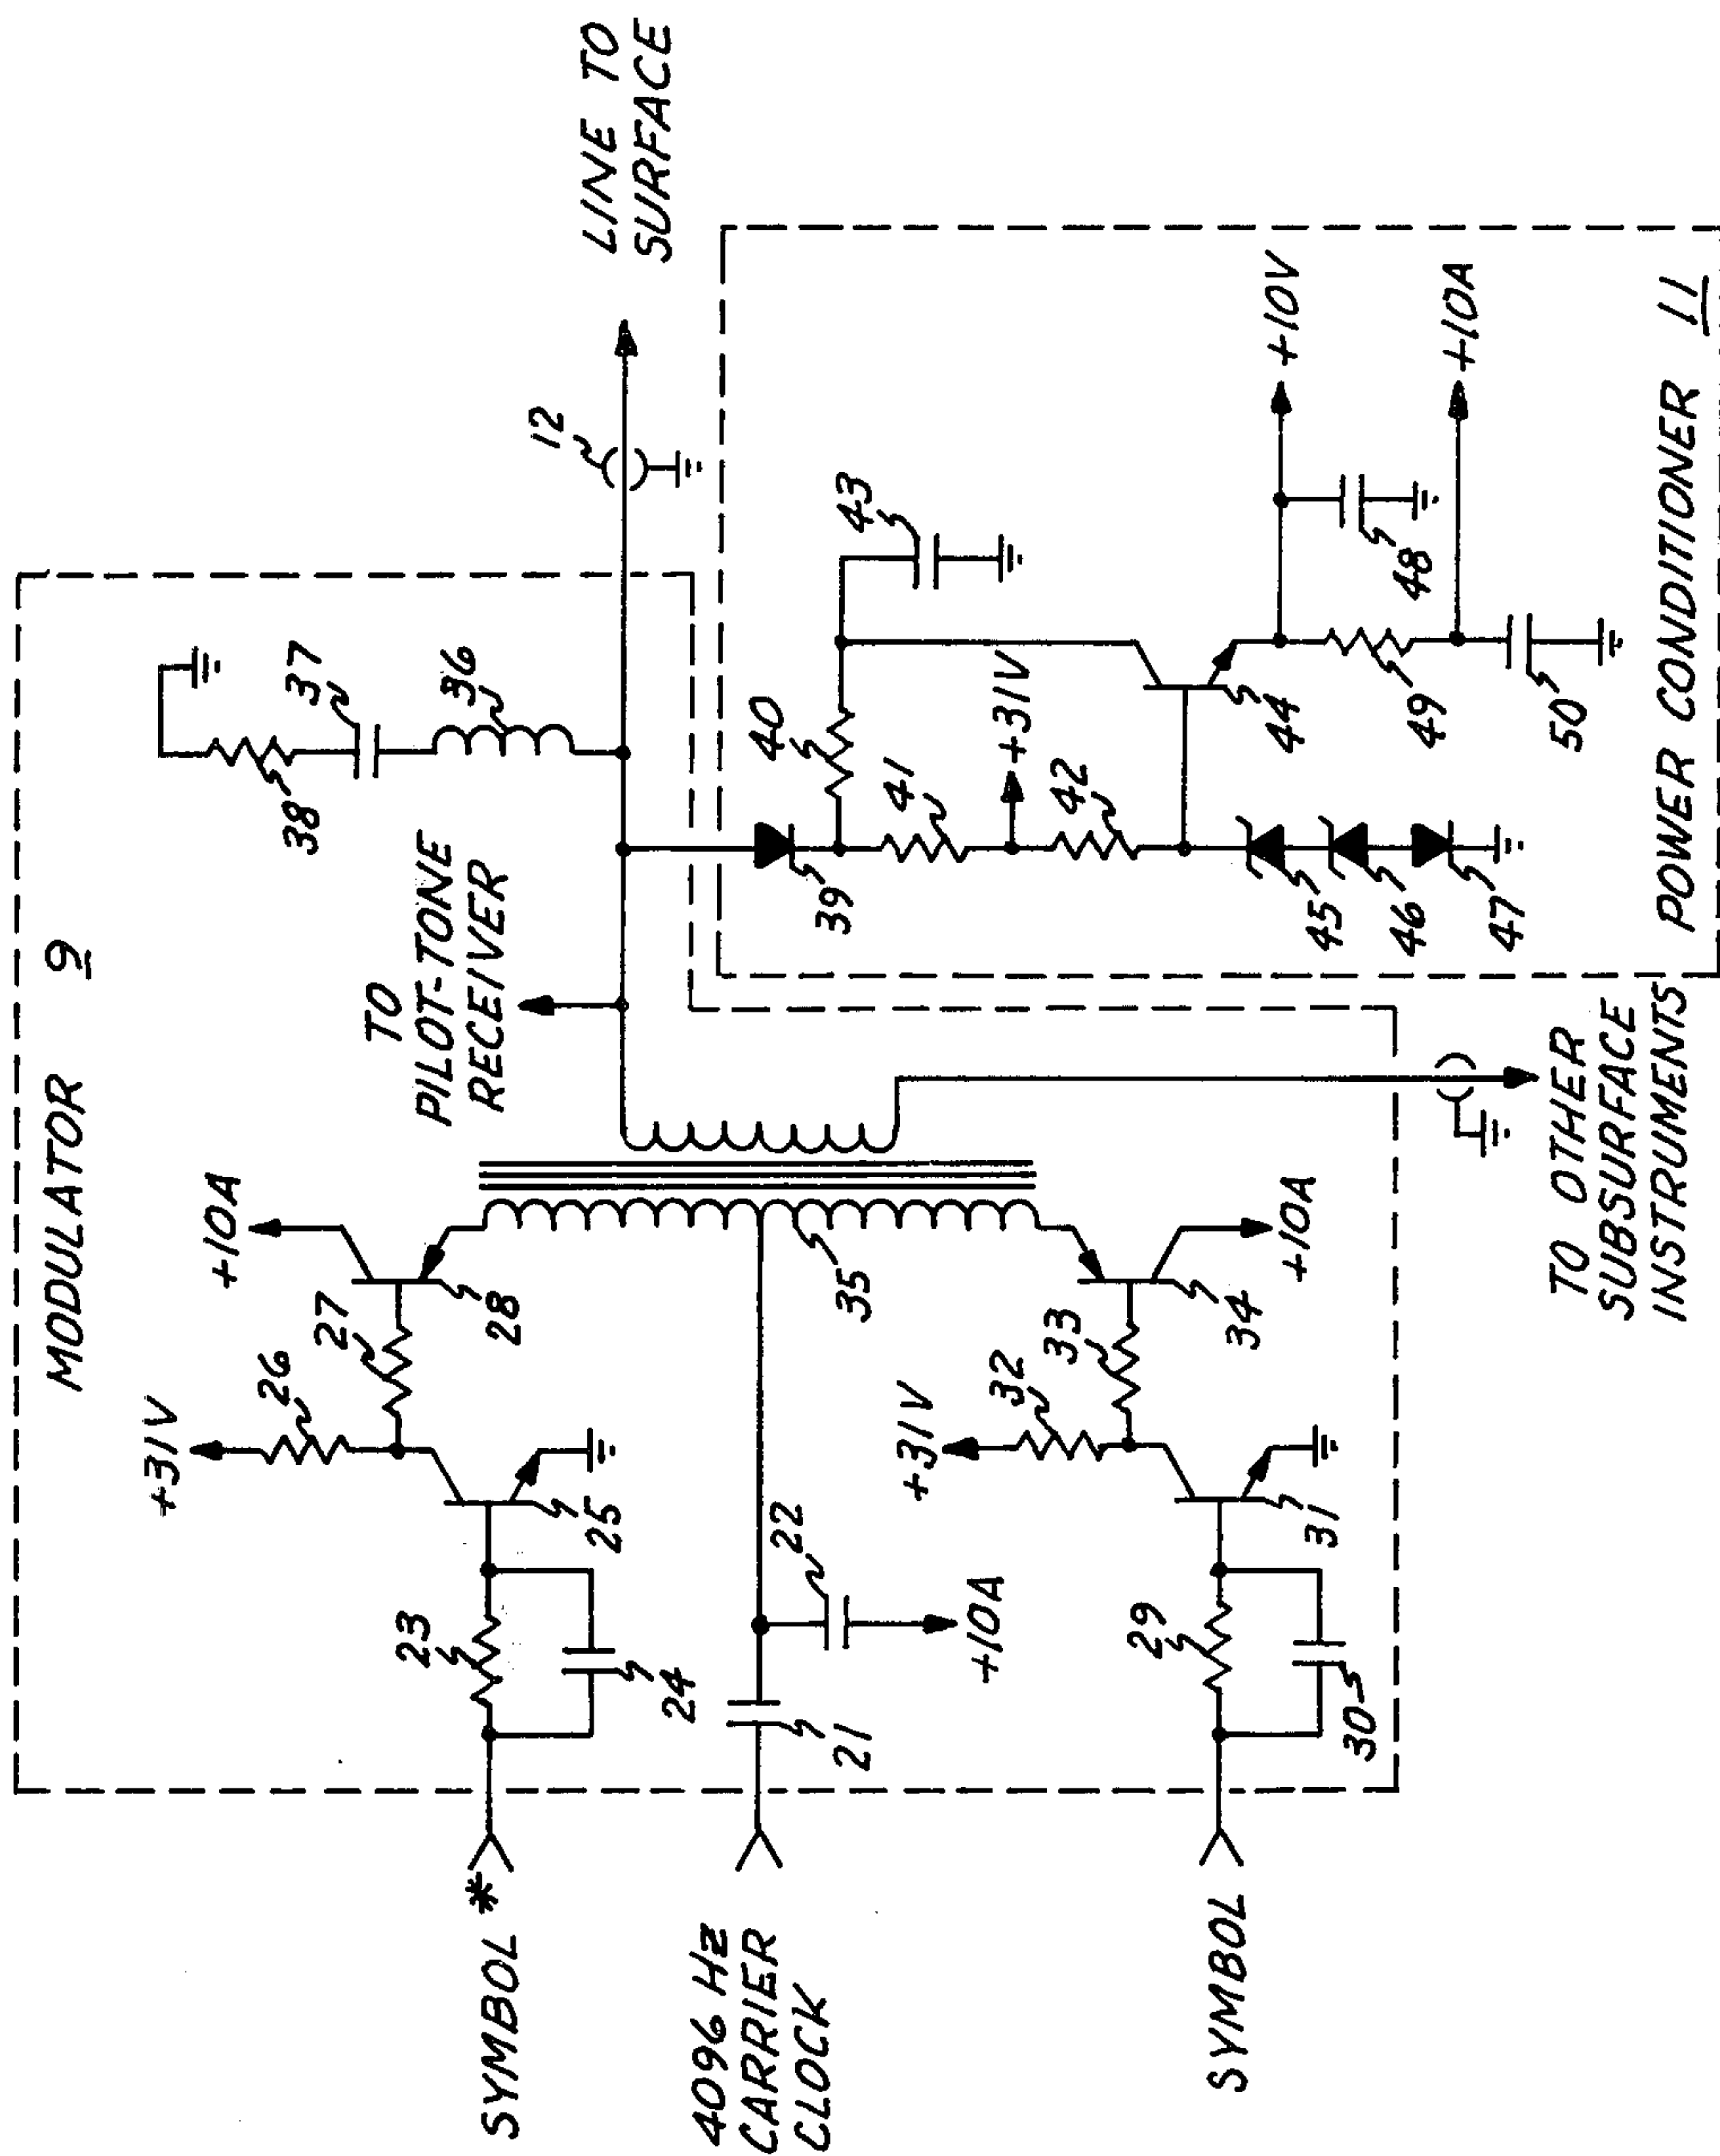 MODULATOR 9
SYMBOL *
23
24
25
+31V
26
27
28
+10A
4096 Hz
CARRIER
CLOCK
21
22
+10A
35
SYMBOL
29
30
31
+31V
32
33
34
+10A
TO
PILOT-TONE
RECEIVER
38
37
36
12
LINE TO
SURFACE
TO OTHER
SUBSURFACE
INSTRUMENTS
39
40
41
+31V
42
43
44
45
46
47
48
49
50
+10V
+10A
POWER CONDITIONER 11